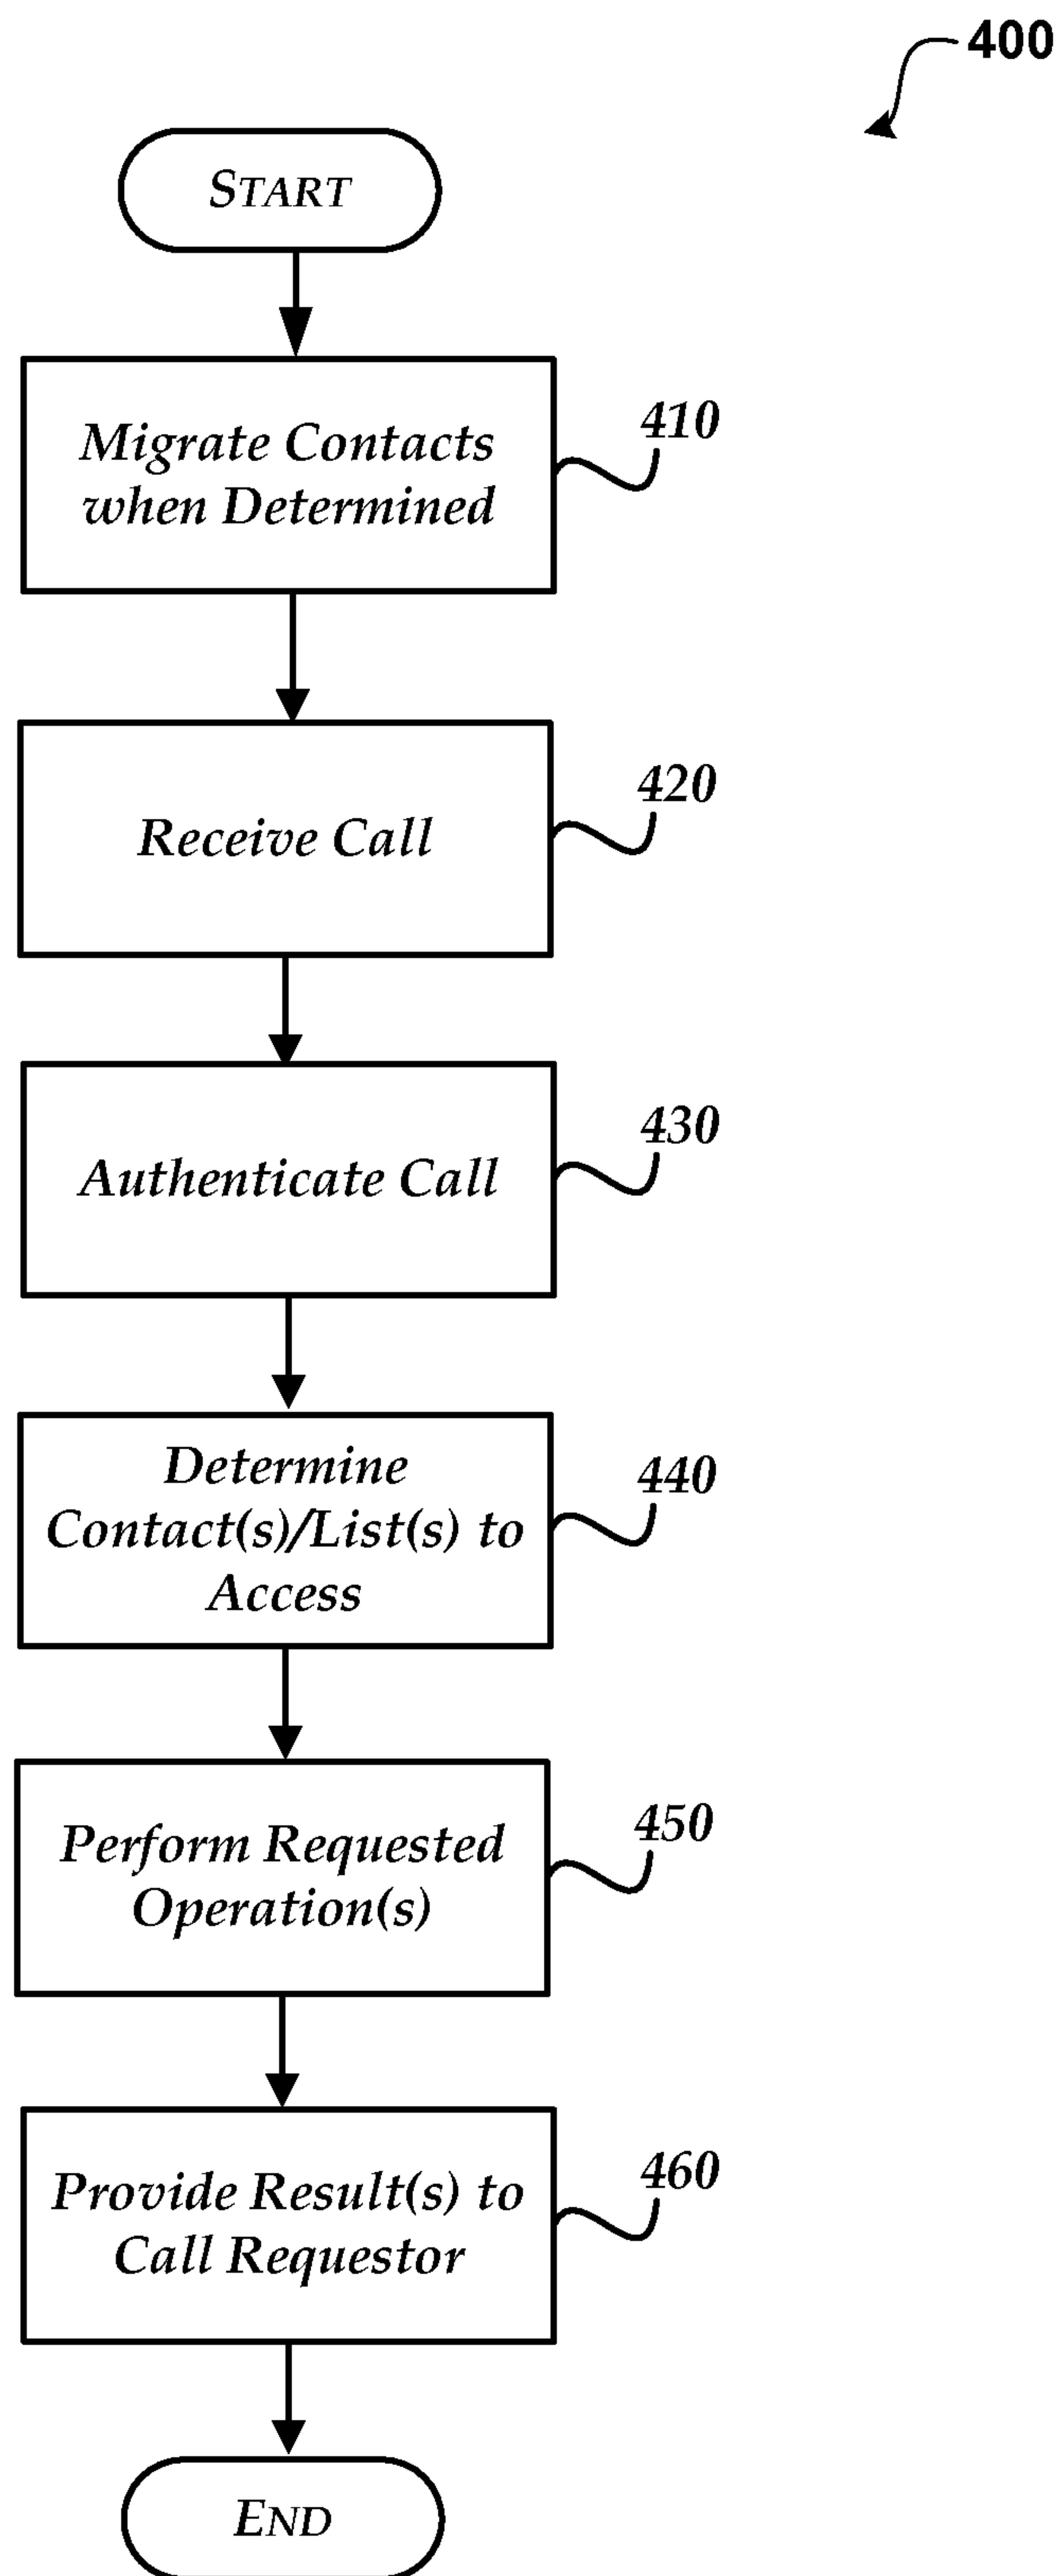 400
START
Migrate Contacts
when Determined
410
Receive Call
420
Authenticate Call
430
Determine
Contact(s)/List(s) to
Access
440
Perform Requested
Operation(s)
450
Provide Result(s) to
Call Requestor
460
END